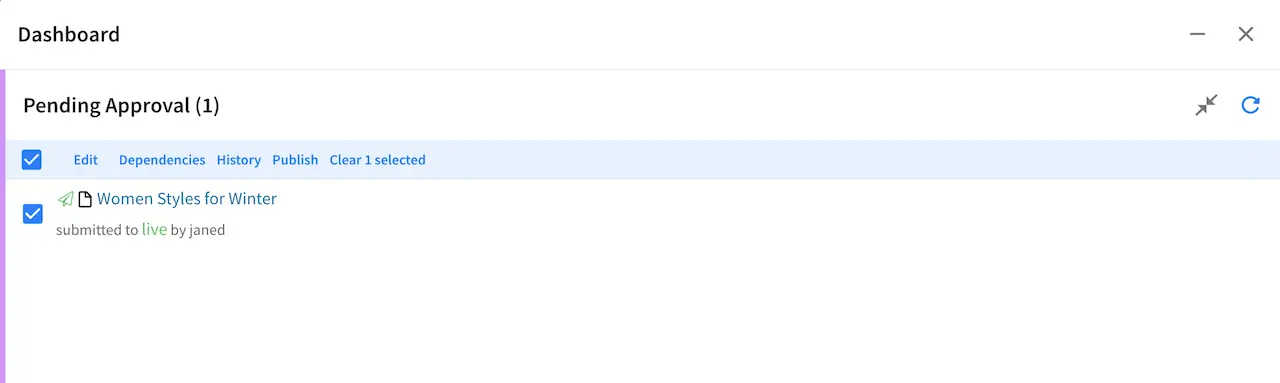 Dashboard
Pending Approval (1)
Edit Dependencies History Publish Clear 1 selected
Women Styles for Winter
submitted to live by janed